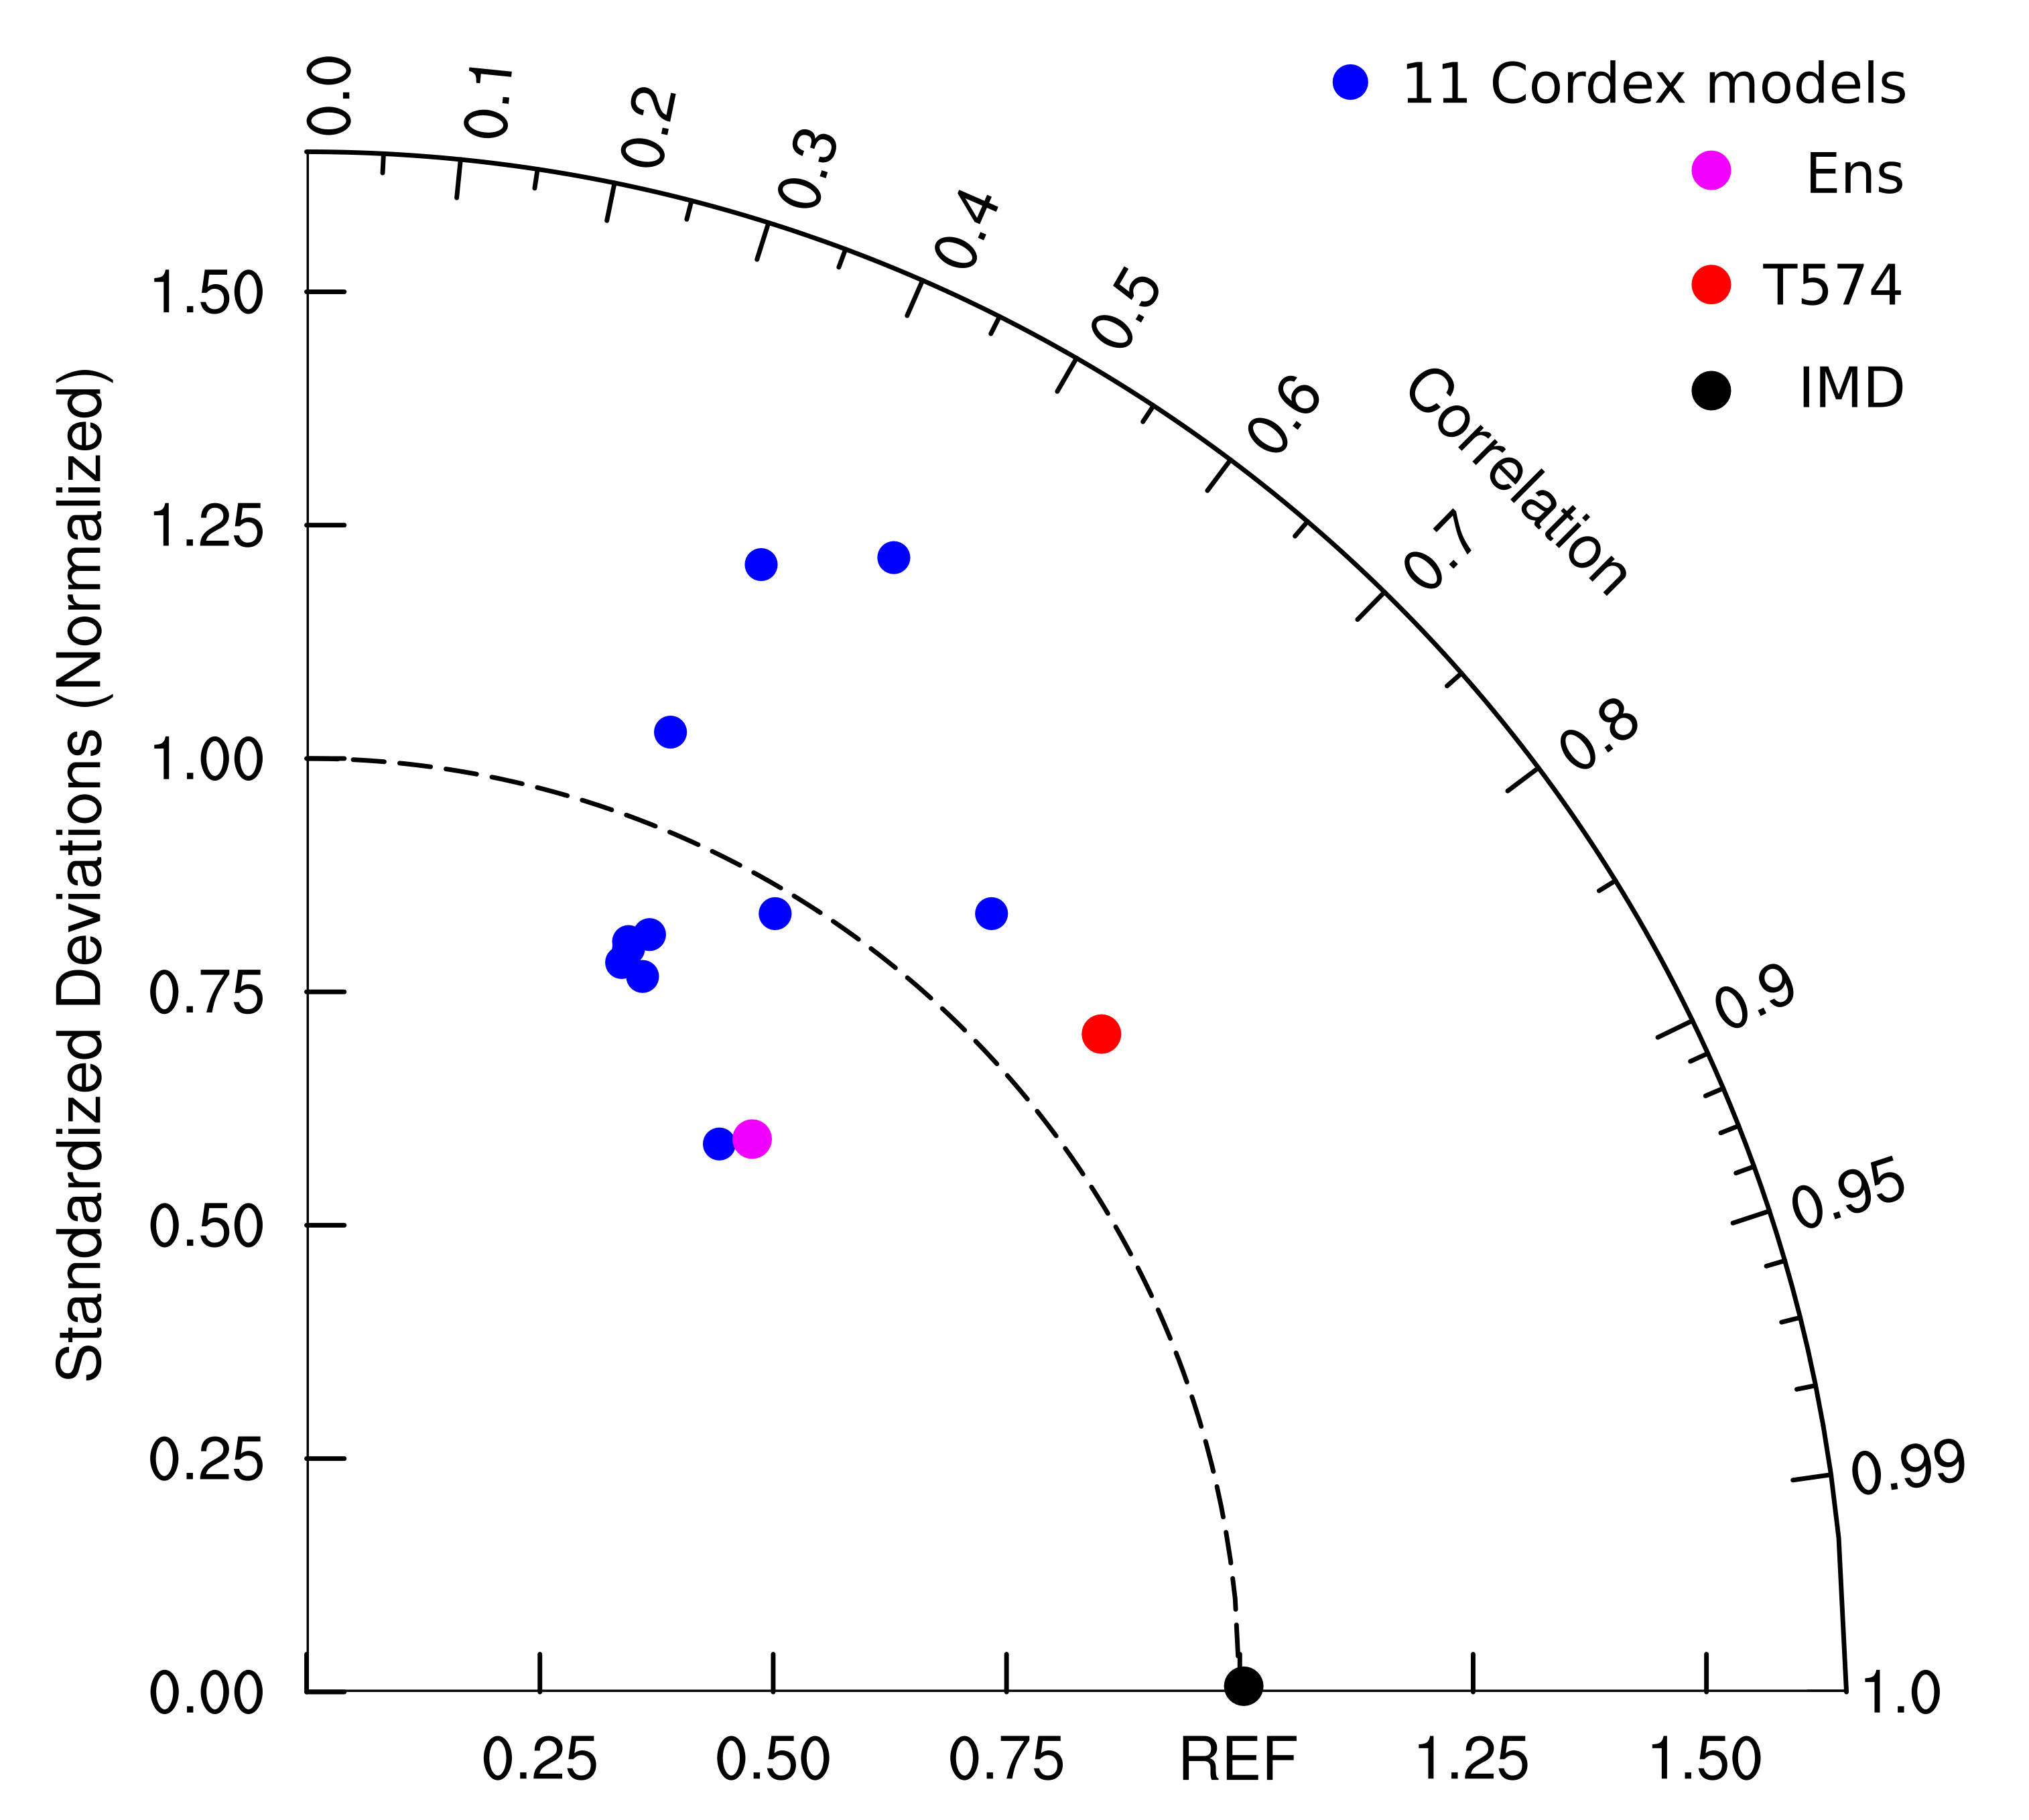 11 Cordex models
Ens
T574
IMD
0.0
0.1
0.2
0.3
0.4
0.5
0.6
0.7
0.8
0.9
0.95
0.99
1.0
Correlation
Standardized Deviations (Normalized)
1.50
1.25
1.00
0.75
0.50
0.25
0.00
0.25 0.50 0.75 REF 1.25 1.50